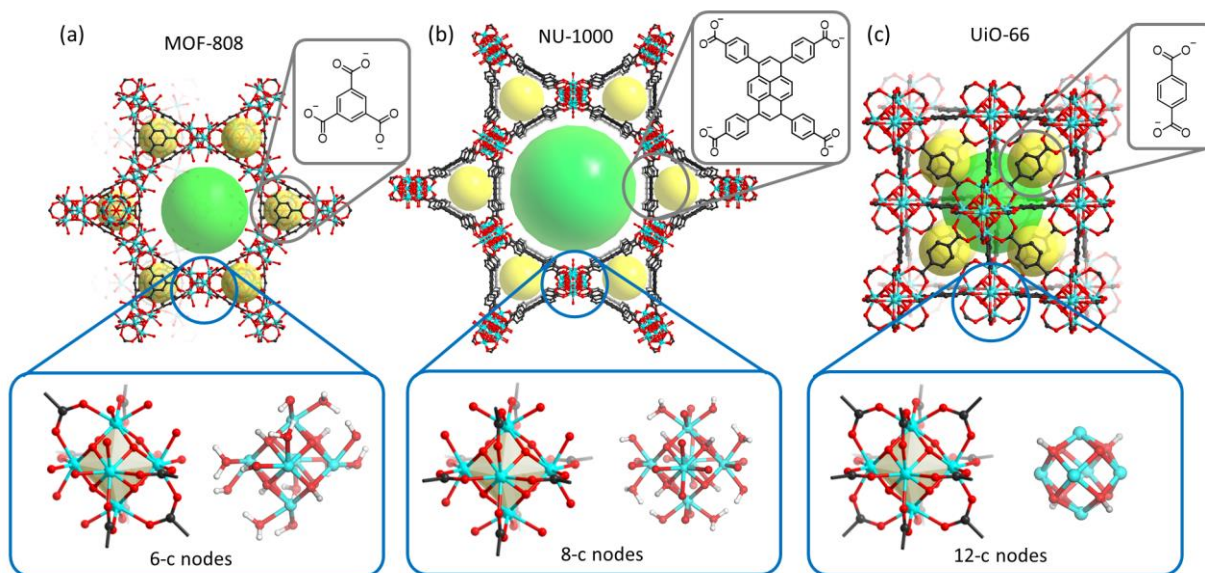 (a)
MOF-808
O O⁻
⁻O O
O O⁻
6-c nodes
(b)
NU-1000
⁻O O
O O⁻
⁻O O
O O⁻
8-c nodes
(c)
UiO-66
O O⁻
⁻O O
12-c nodes